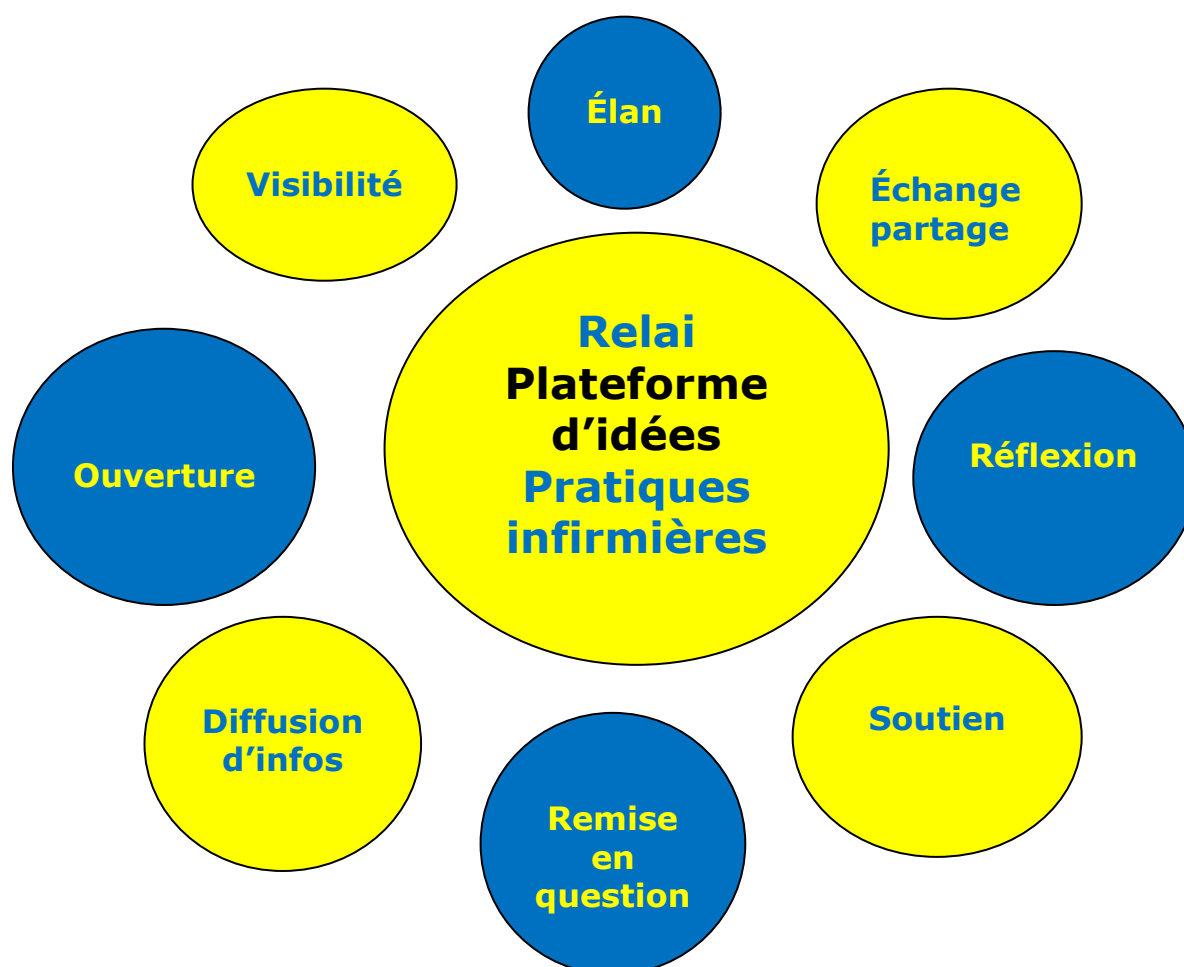 Élan
Visibilité
Échange
partage
Relai
Plateforme
d’idées
Pratiques
infirmières
Ouverture
Réflexion
Diffusion
d’infos
Soutien
Remise
en
question